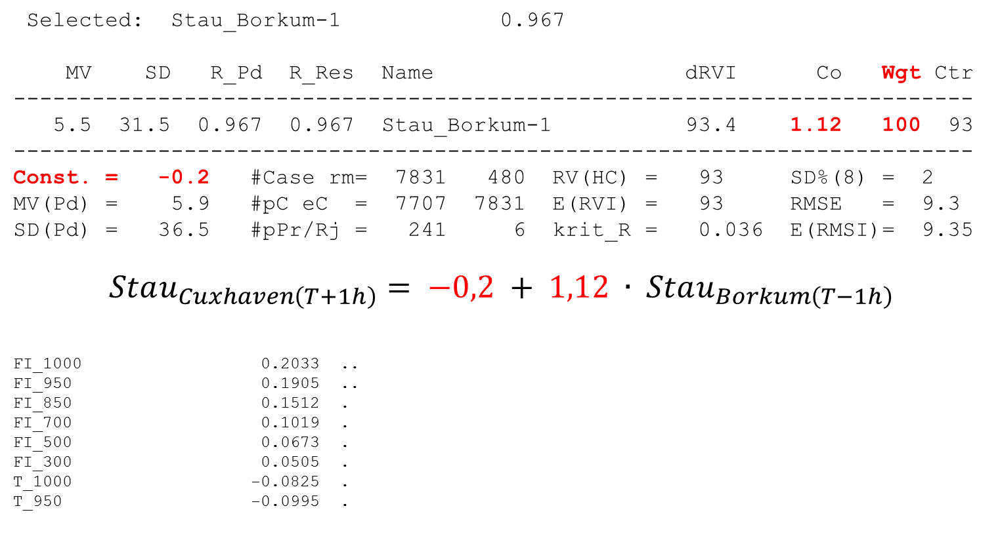 Selected: Stau_Borkum-1 0.967
MV SD R_Pd R_Res Name dRVI Co Wgt Ctr
-------------------------------------------------------------------------
5.5 31.5 0.967 0.967 Stau_Borkum-1 93.4 1.12 100 93
-------------------------------------------------------------------------
Const. = -0.2 #Case rm= 7831 480 RV(HC) = 93 SD%(8) = 2
MV(Pd) = 5.9 #pC eC = 7707 7831 E(RVI) = 93 RMSE = 9.3
SD(Pd) = 36.5 #pPr/Rj = 241 6 krit_R = 0.036 E(RMSI)= 9.35
Stau_Cuxhaven(T+1h) = −0,2 + 1,12 · Stau_Borkum(T−1h)
FI_1000 0.2033 ..
FI_950 0.1905 ..
FI_850 0.1512 .
FI_700 0.1019 .
FI_500 0.0673 .
FI_300 0.0505 .
T_1000 -0.0825 .
T_950 -0.0995 .